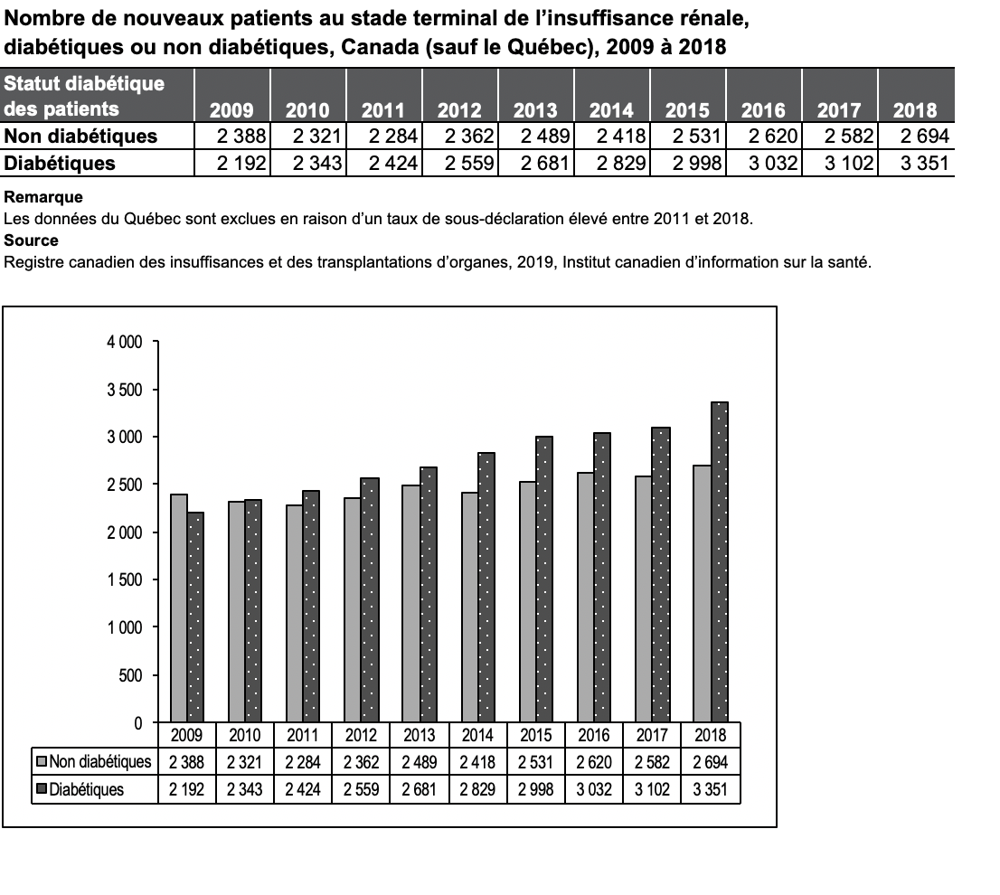 Nombre de nouveaux patients au stade terminal de l’insuffisance rénale,
diabétiques ou non diabétiques, Canada (sauf le Québec), 2009 à 2018
Statut diabétique
des patients 2009 2010 2011 2012 2013 2014 2015 2016 2017 2018
Non diabétiques 2 388 2 321 2 284 2 362 2 489 2 418 2 531 2 620 2 582 2 694
Diabétiques 2 192 2 343 2 424 2 559 2 681 2 829 2 998 3 032 3 102 3 351
Remarque
Les données du Québec sont exclues en raison d’un taux de sous-déclaration élevé entre 2011 et 2018.
Source
Registre canadien des insuffisances et des transplantations d’organes, 2019, Institut canadien d’information sur la santé.
4 000
3 500
3 000
2 500
2 000
1 500
1 000
500
0
2009 2010 2011 2012 2013 2014 2015 2016 2017 2018
Non diabétiques 2 388 2 321 2 284 2 362 2 489 2 418 2 531 2 620 2 582 2 694
Diabétiques 2 192 2 343 2 424 2 559 2 681 2 829 2 998 3 032 3 102 3 351